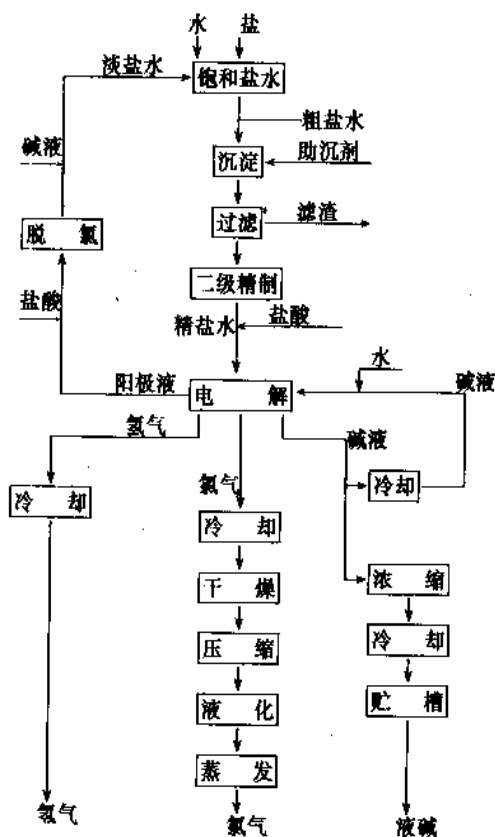 水 盐
淡盐水
饱和盐水
粗盐水
碱液
助沉剂
沉淀
过滤
滤渣
脱氯
二级精制
盐酸
精盐水
盐酸
水
阳极液
电解
碱液
氢气
碱液
氯气
冷却
冷却
冷却
干燥
浓缩
压缩
冷却
液化
贮槽
蒸发
氢气
氯气
液碱